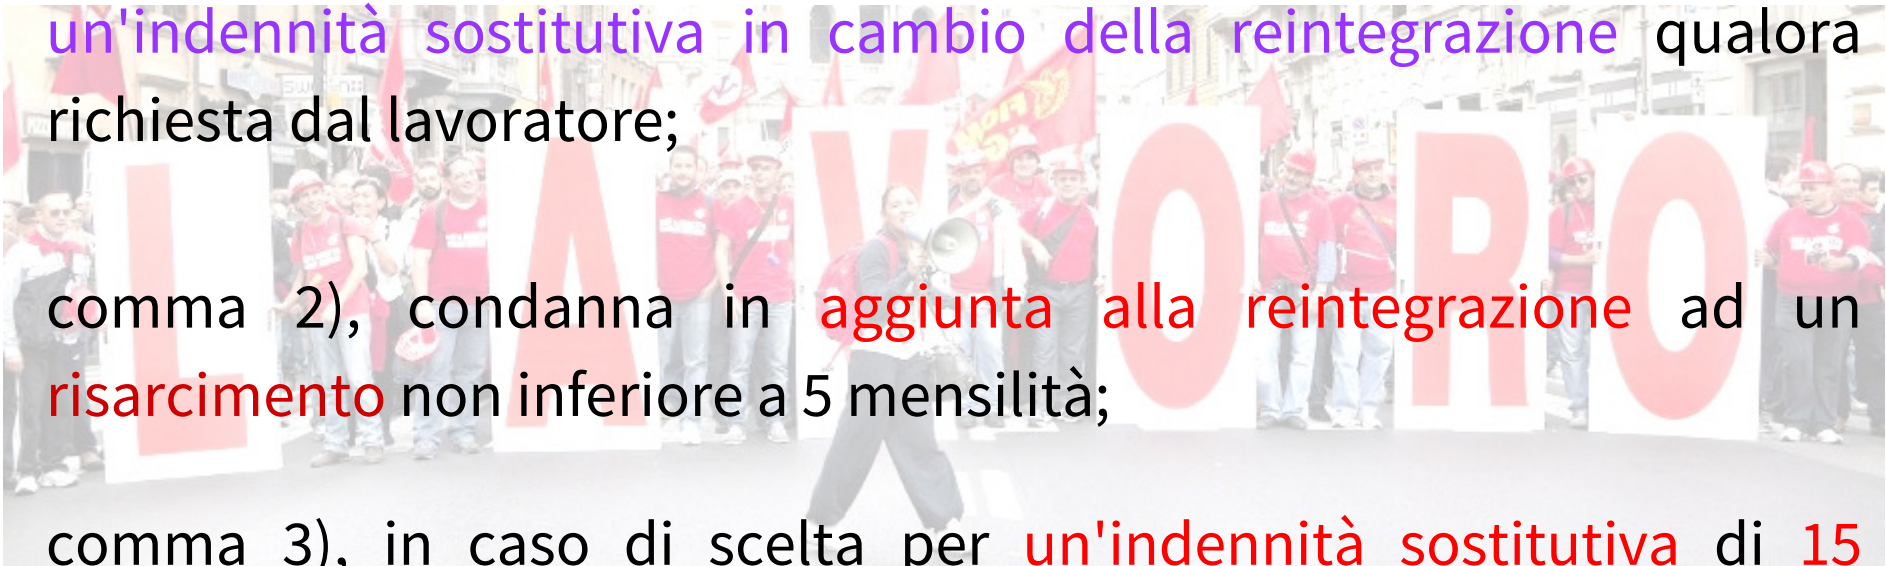 un'indennità sostitutiva in cambio della reintegrazione qualora
richiesta dal lavoratore;
L A V O R O
comma 2), condanna in aggiunta alla reintegrazione ad un
risarcimento non inferiore a 5 mensilità;
comma 3), in caso di scelta per un'indennità sostitutiva di 15